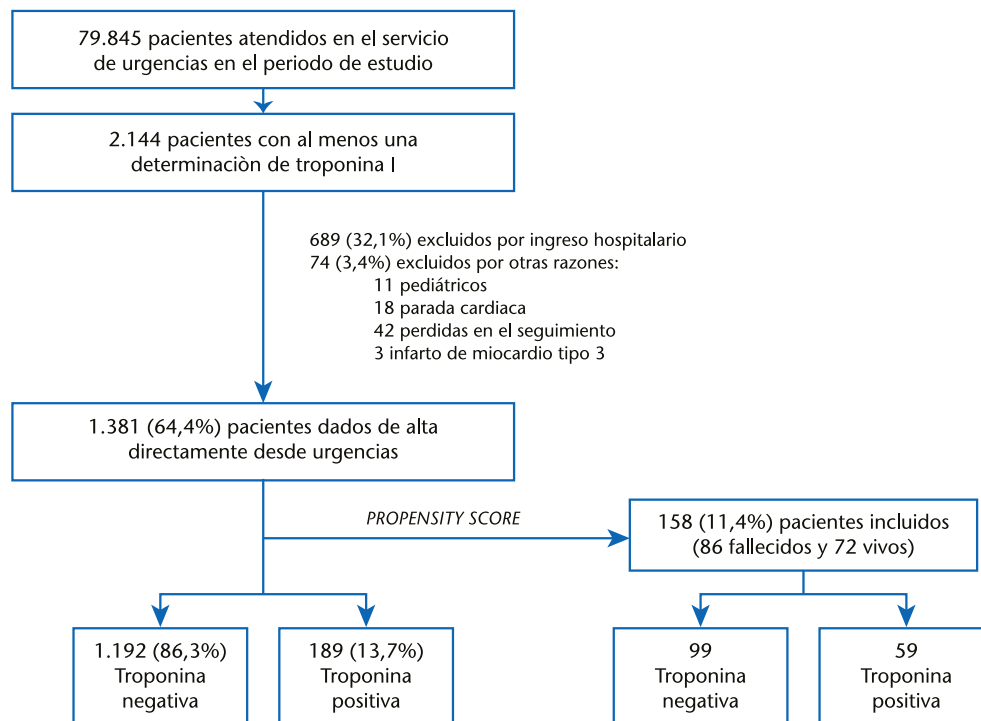 79.845 pacientes atendidos en el servicio
de urgencias en el periodo de estudio
2.144 pacientes con al menos una
determinaciòn de troponina I
689 (32,1%) excluidos por ingreso hospitalario
74 (3,4%) excluidos por otras razones:
11 pediátricos
18 parada cardiaca
42 perdidas en el seguimiento
3 infarto de miocardio tipo 3
1.381 (64,4%) pacientes dados de alta
directamente desde urgencias
PROPENSITY SCORE
158 (11,4%) pacientes incluidos
(86 fallecidos y 72 vivos)
1.192 (86,3%)
Troponina
negativa
189 (13,7%)
Troponina
positiva
99
Troponina
negativa
59
Troponina
positiva